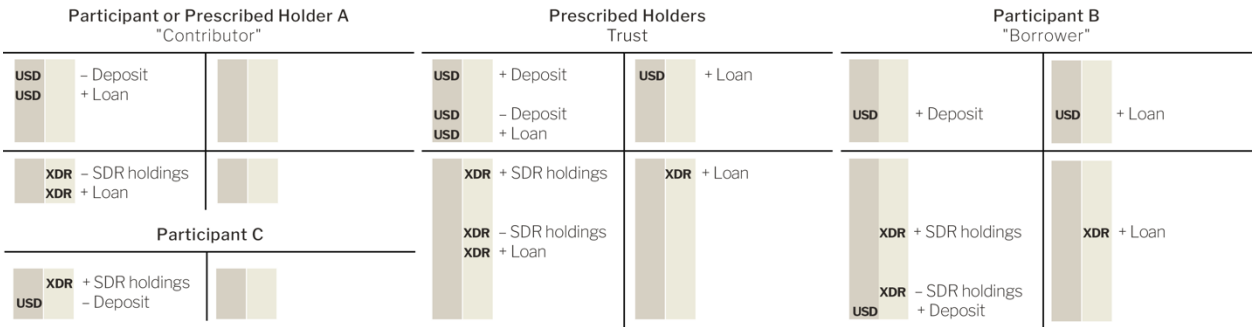 Participant or Prescribed Holder A
"Contributor"
USD – Deposit
USD + Loan
XDR – SDR holdings
XDR + Loan
Participant C
XDR + SDR holdings
USD – Deposit
Prescribed Holders
Trust
USD + Deposit
USD + Loan
USD – Deposit
USD + Loan
XDR + SDR holdings
XDR + Loan
XDR – SDR holdings
XDR + Loan
Participant B
"Borrower"
USD + Deposit
USD + Loan
XDR + SDR holdings
XDR + Loan
XDR – SDR holdings
USD + Deposit